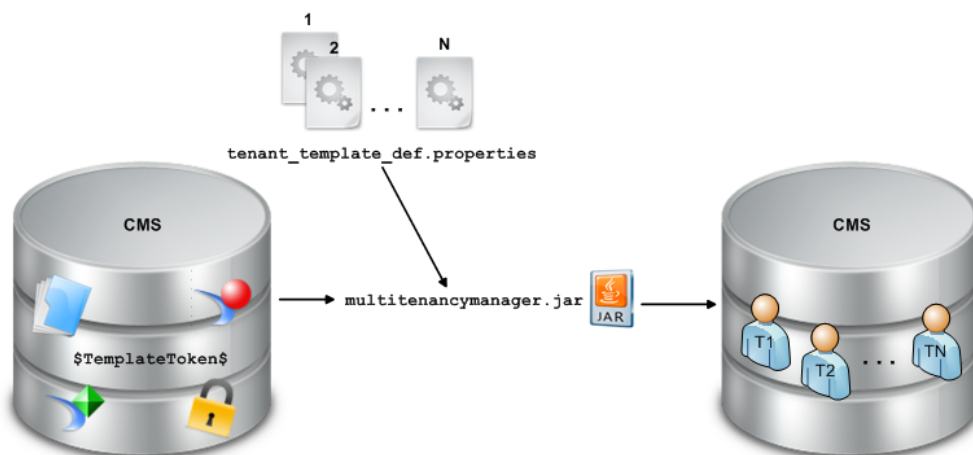 1
2
N
. . .
tenant_template_def.properties
CMS
CMS
multitenancymanager.jar
JAR
$TemplateToken$
T1
T2
. . .
TN